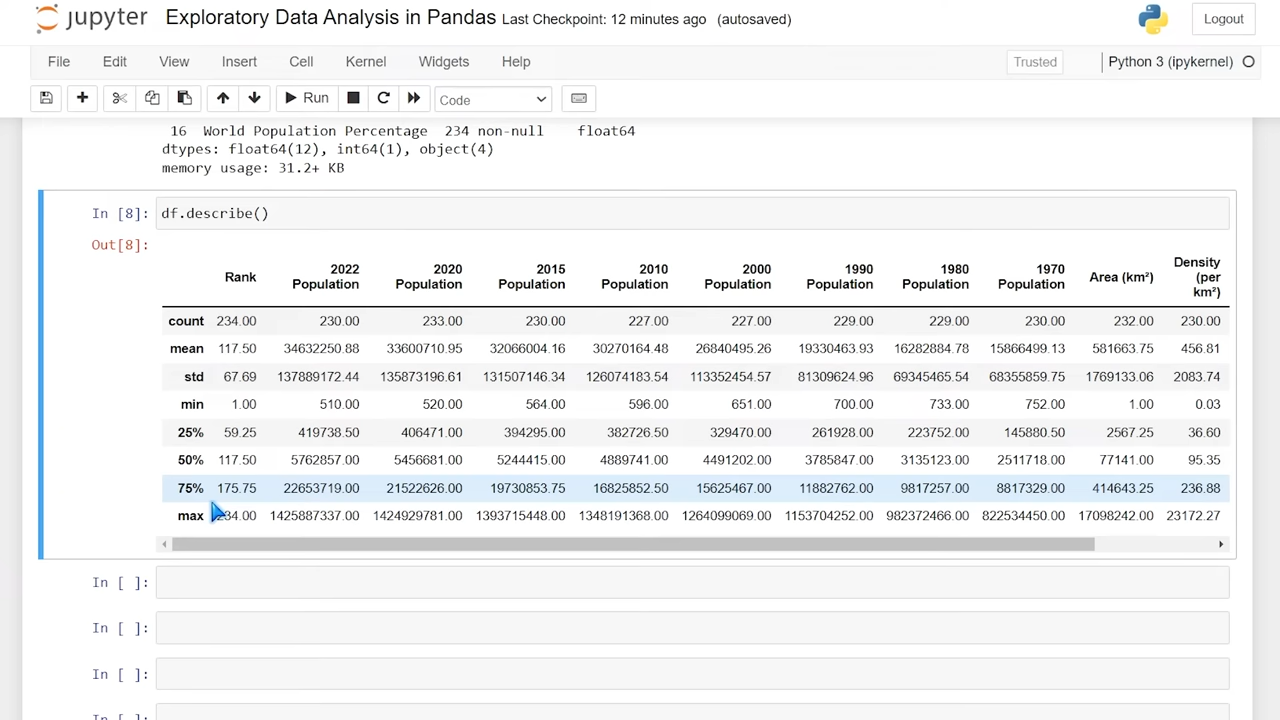 jupyter Exploratory Data Analysis in Pandas Last Checkpoint: 12 minutes ago (autosaved) Logout
File Edit View Insert Cell Kernel Help Trusted Python 3 (ipykernel)
Run Code
16 World Population Percentage 234 non-null float64
dtypes: float64(12), int64(1), object(4)
memory usage: 31.2+ KB
In [8]: df.describe()
Out[8]:
Rank 2022 Population 2020 Population 2015 Population 2010 Population 2000 Population 1990 Population 1980 Population 1970 Population Area (km²) Density (per km²)
count 234.00 230.00 233.00 230.00 227.00 227.00 229.00 229.00 230.00 232.00 230.00
mean 117.50 34632250.88 33600710.95 32066004.16 30270164.48 26840495.26 19330463.93 16282884.78 15866499.13 581663.75 456.81
std 67.69 137889172.44 135873196.61 131507146.34 126074183.54 113352454.57 81309624.96 69345465.54 68355859.75 1769133.06 2083.74
min 1.00 510.00 520.00 564.00 596.00 651.00 700.00 733.00 752.00 1.00 0.03
25% 59.25 419738.50 406471.00 394295.00 382726.50 329470.00 261928.00 223752.00 145880.50 2567.25 36.60
50% 117.50 5762857.00 5456681.00 5244415.00 4889741.00 4491202.00 3785847.00 3135123.00 2511718.00 77141.00 95.35
75% 175.75 22653719.00 21522626.00 19730853.75 16825852.50 15625467.00 11882762.00 9817257.00 8817329.00 414643.25 236.88
max 234.00 1425887337.00 1424929781.00 1393715448.00 1348191368.00 1264099069.00 1153704252.00 982372466.00 822534450.00 17098242.00 23172.27
In [ ]:
In [ ]:
In [ ]: